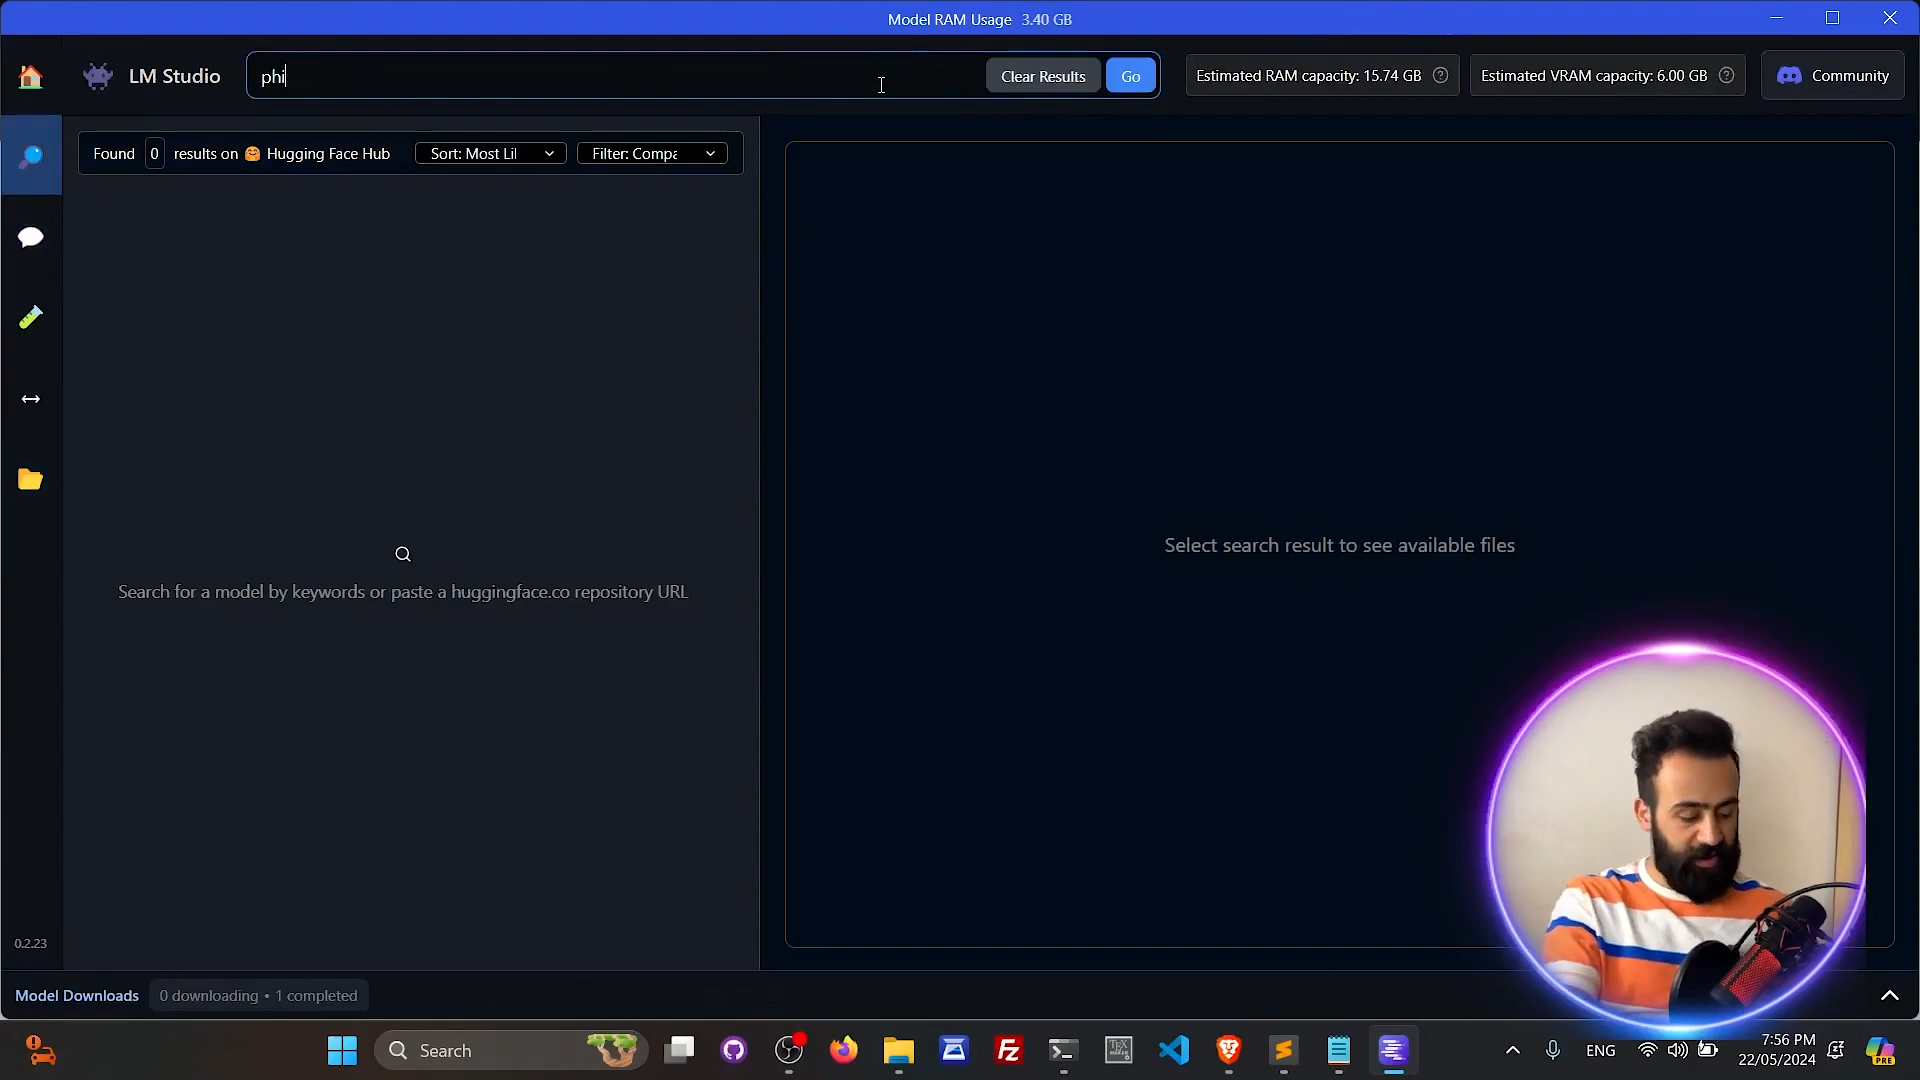 Model RAM Usage 3.40 GB
LM Studio
phi
Clear Results
Go
Estimated RAM capacity: 15.74 GB
Estimated VRAM capacity: 6.00 GB
Community
Found 0 results on 🤗 Hugging Face Hub
Sort: Most Li
Filter: Compa
Search for a model by keywords or paste a huggingface.co repository URL
Select search result to see available files
0.2.23
Model Downloads
0 downloading • 1 completed
Search
ENG
7:56 PM
22/05/2024
PRE